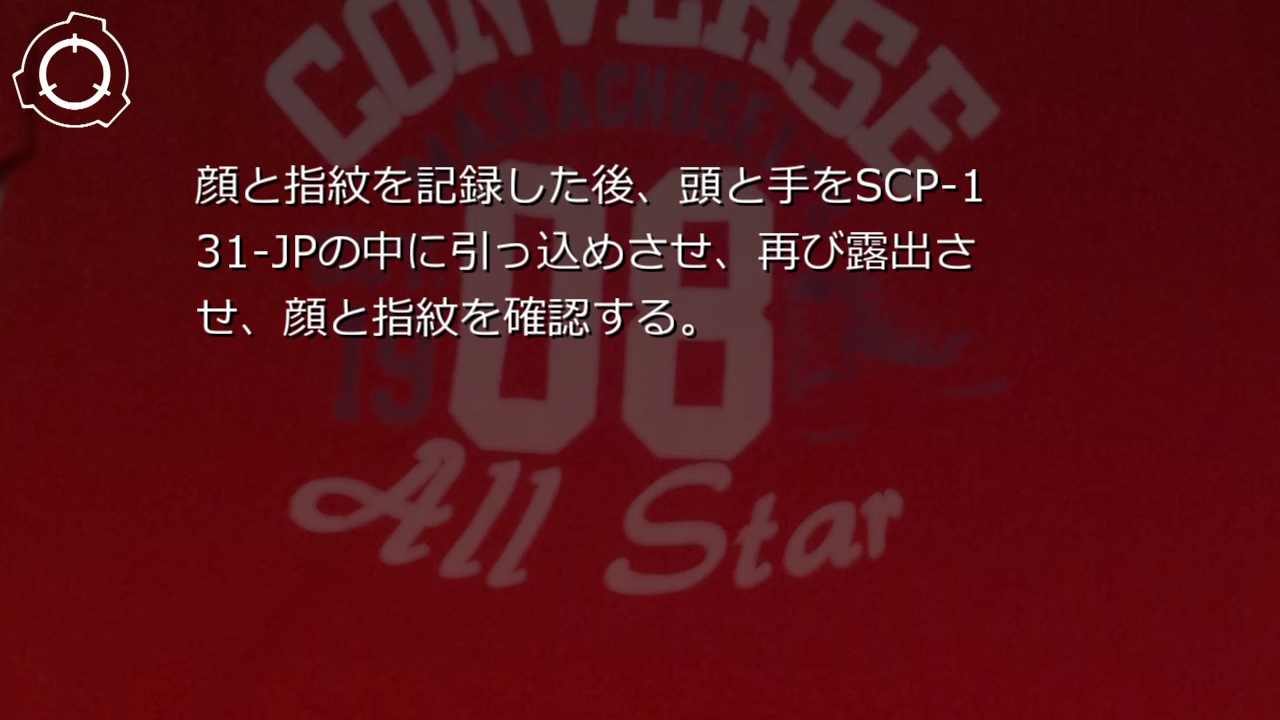 CONVERSE
MASSACHUSET
顔と指紋を記録した後、頭と手をSCP-1
31-JPの中に引っ込めさせ、再び露出さ
せ、顔と指紋を確認する。
19
08
All Star